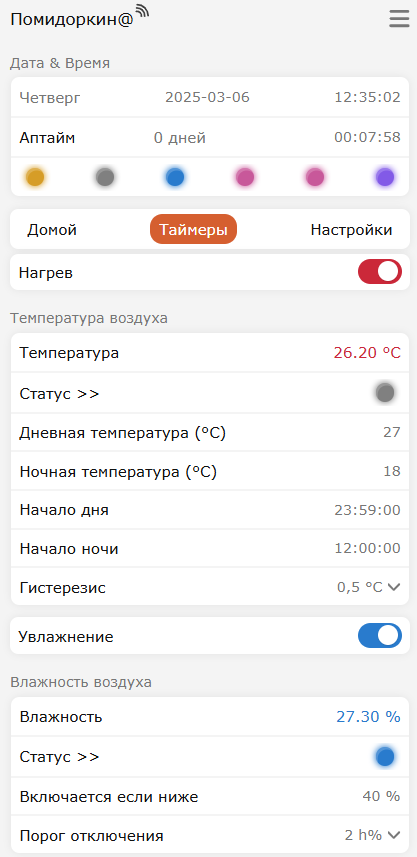 Помидоркин@
Дата & Время
Четверг 2025-03-06 12:35:02
Аптайм 0 дней 00:07:58
Домой Таймеры Настройки
Нагрев
Температура воздуха
Температура 26.20 °C
Статус >>
Дневная температура (°C) 27
Ночная температура (°C) 18
Начало дня 23:59:00
Начало ночи 12:00:00
Гистерезис 0,5 °C
Увлажнение
Влажность воздуха
Влажность 27.30 %
Статус >>
Включается если ниже 40 %
Порог отключения 2 h%